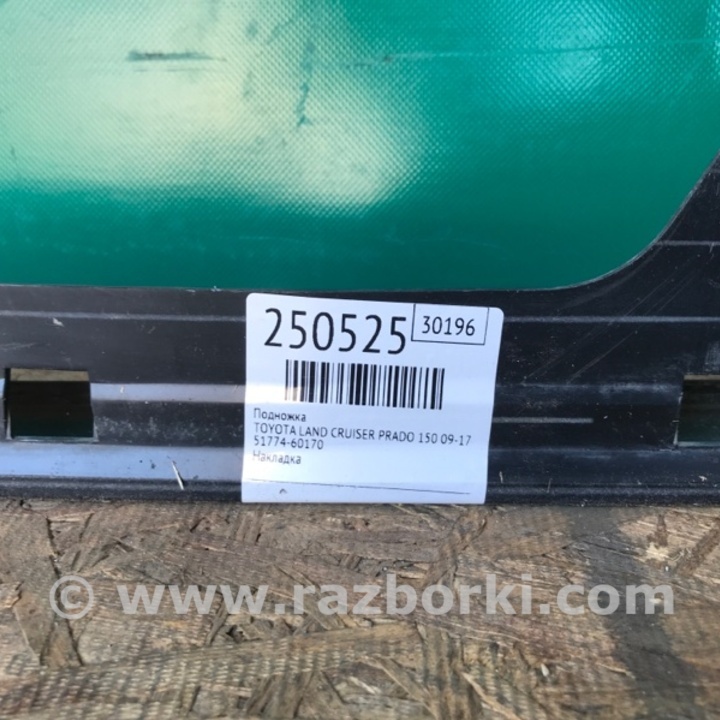 250525
30196
Подножка
TOYOTA LAND CRUISER PRADO 150 09-17
51774-60170
Накладка
© www.razborki.com